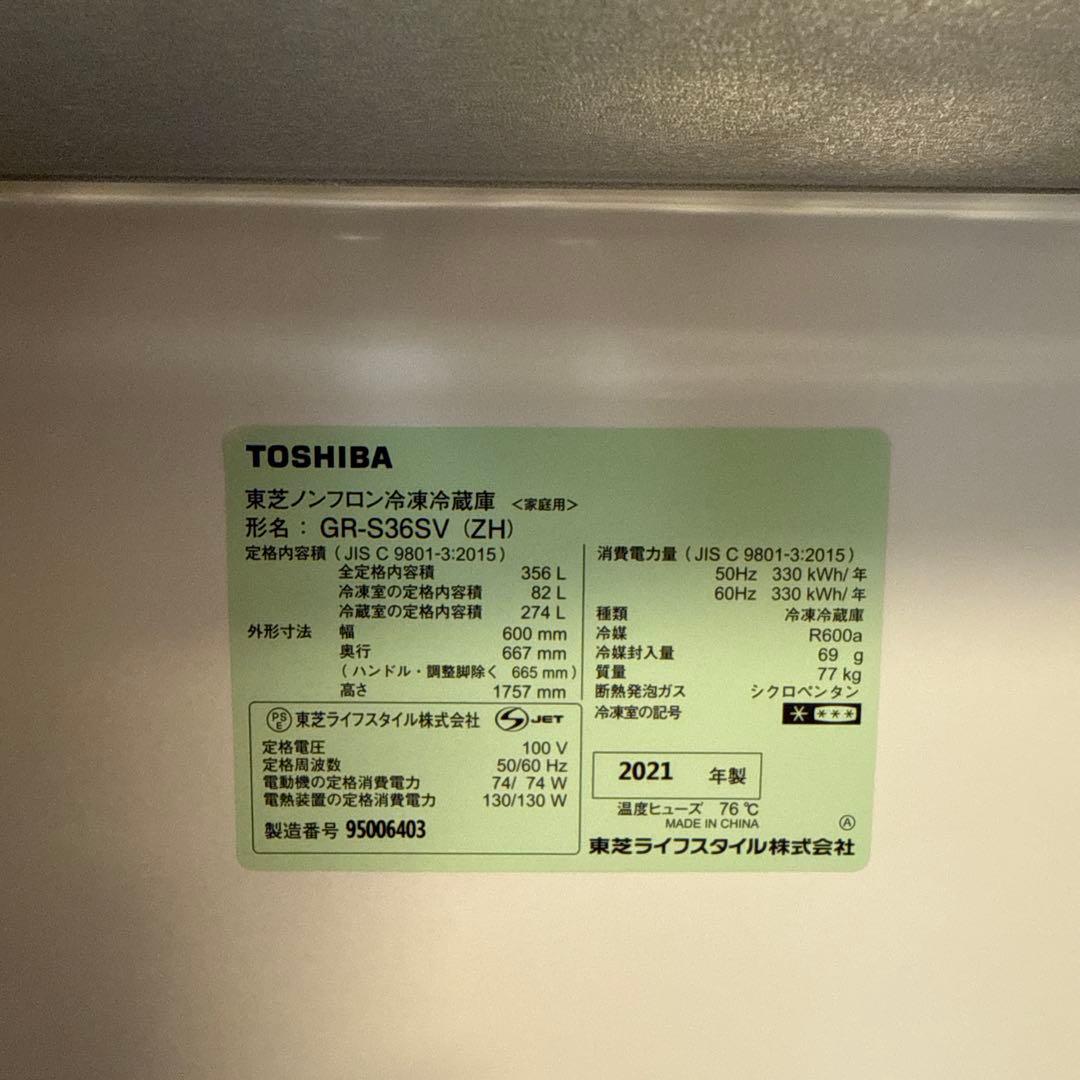 TOSHIBA
東芝ノンフロン冷凍冷蔵庫 <家庭用>
形名 : GR-S36SV (ZH)
定格内容積 ( JIS C 9801-3:2015 )
全定格内容積 356 L
冷凍室の定格内容積 82 L
冷蔵室の定格内容積 274 L
外形寸法 幅 600 mm
奥行 667 mm
( ハンドル・調整脚除く 665 mm )
高さ 1757 mm
PSE 東芝ライフスタイル株式会社 S JET
定格電圧 100 V
定格周波数 50/60 Hz
電動機の定格消費電力 74/ 74 W
電熱装置の定格消費電力 130/130 W
製造番号 95006403
消費電力量 ( JIS C 9801-3:2015 )
50Hz 330 kWh/年
60Hz 330 kWh/年
種類 冷凍冷蔵庫
冷媒 R600a
冷媒封入量 69 g
質量 77 kg
断熱発泡ガス シクロペンタン
冷凍室の記号 * ***
2021 年製
温度ヒューズ 76 ℃
MADE IN CHINA Ⓐ
東芝ライフスタイル株式会社